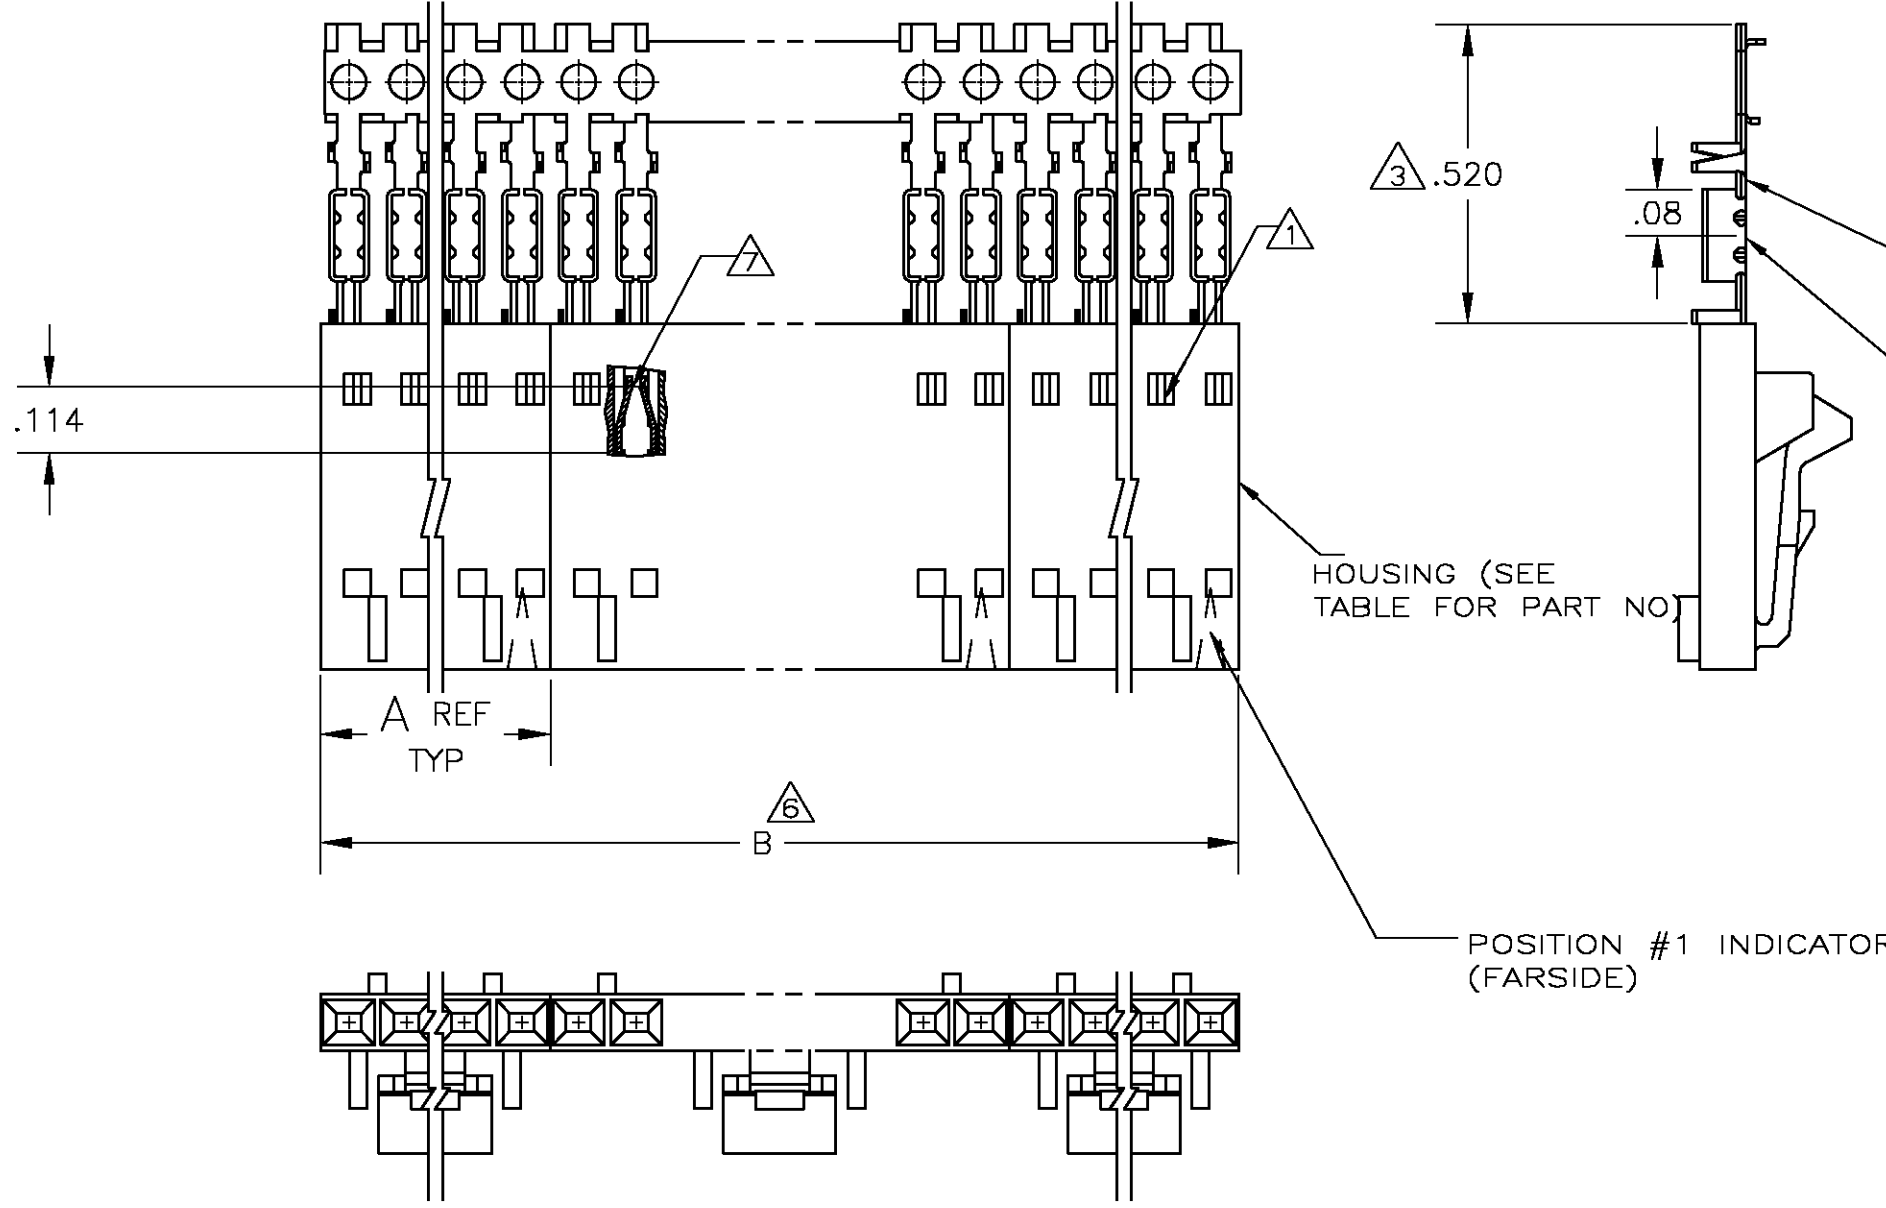 3 .520
.08
1
7
.114
HOUSING (SEE
TABLE FOR PART NO)
A REF
TYP
6
B
POSITION #1 INDICATOR
(FARSIDE)